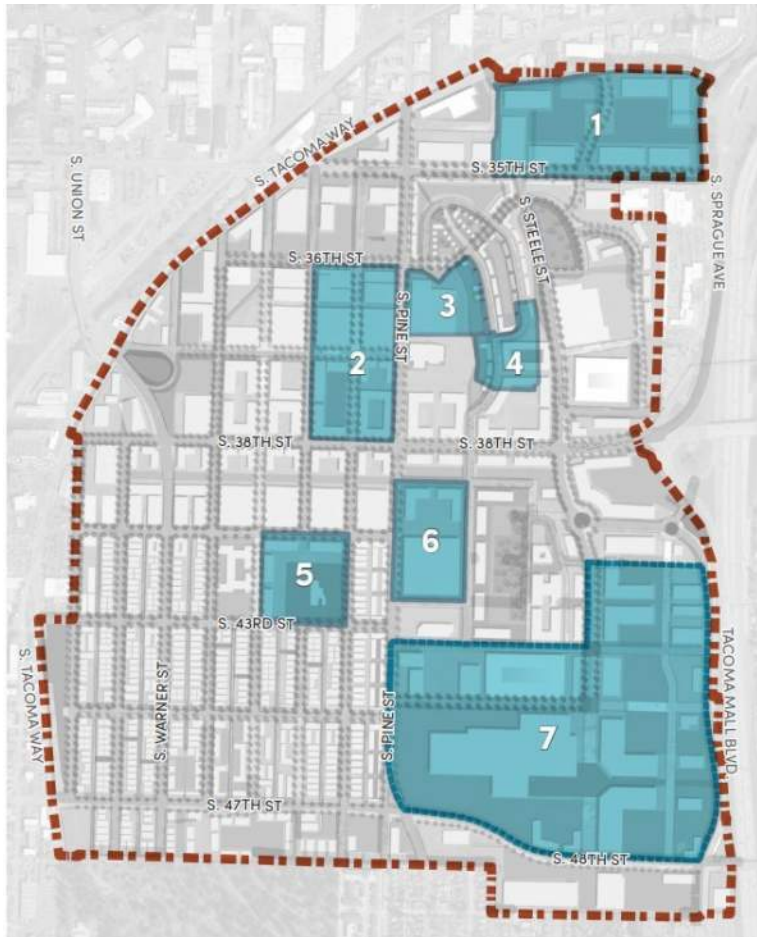 1
S. TACOMA WAY
S. 35TH ST
S. UNION ST
S. STEELE ST
S. SPRAGUE AVE
S. 36TH ST
3
S. PINE ST
2
4
S. 38TH ST
S. 38TH ST
6
5
S. 43RD ST
S. TACOMA WAY
S. WARNER ST
S. PINE ST
7
TACOMA MALL BLVD.
S. 47TH ST
S. 48TH ST